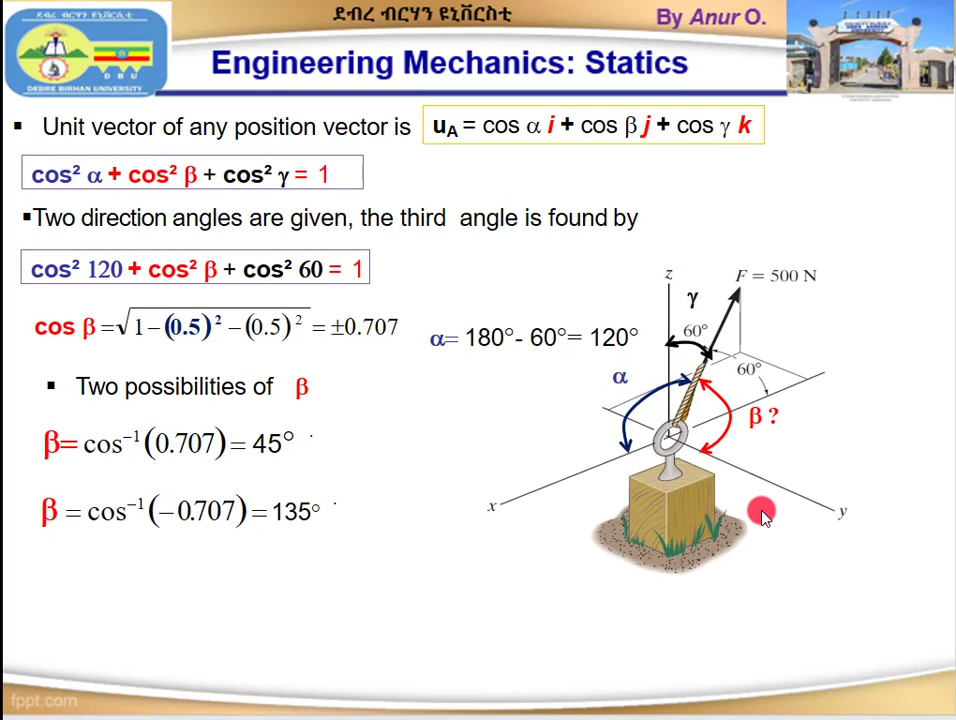 ደብረ ብርሃን ዩኒቨርስቲ
By Anur O.
DEBRE BIRHAN UNIVERSITY
D B U
Engineering Mechanics: Statics
▪ Unit vector of any position vector is u_A = cos α i + cos β j + cos γ k
cos² α + cos² β + cos² γ = 1
▪Two direction angles are given, the third angle is found by
cos² 120 + cos² β + cos² 60 = 1
cos β = √(1 − (0.5)² − (0.5)²) = ±0.707
α= 180°- 60°= 120°
▪ Two possibilities of β
β= cos⁻¹(0.707) = 45°
β = cos⁻¹(−0.707) = 135°
z
F = 500 N
γ
60°
60°
α
β ?
x
y
fppt.com